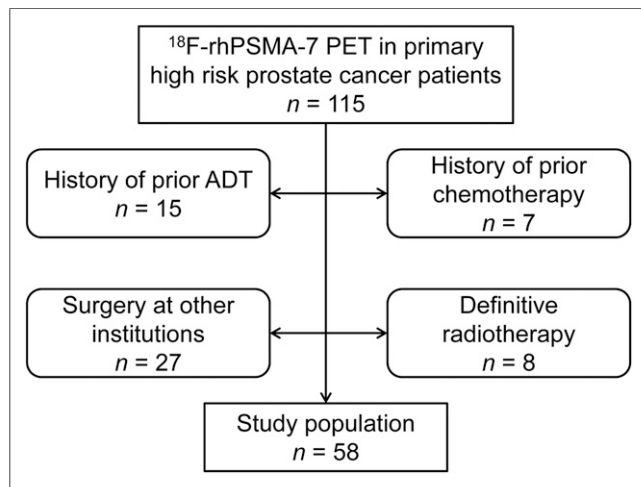 ¹⁸F-rhPSMA-7 PET in primary
high risk prostate cancer patients
n = 115
History of prior ADT
n = 15
History of prior
chemotherapy
n = 7
Surgery at other
institutions
n = 27
Definitive
radiotherapy
n = 8
Study population
n = 58